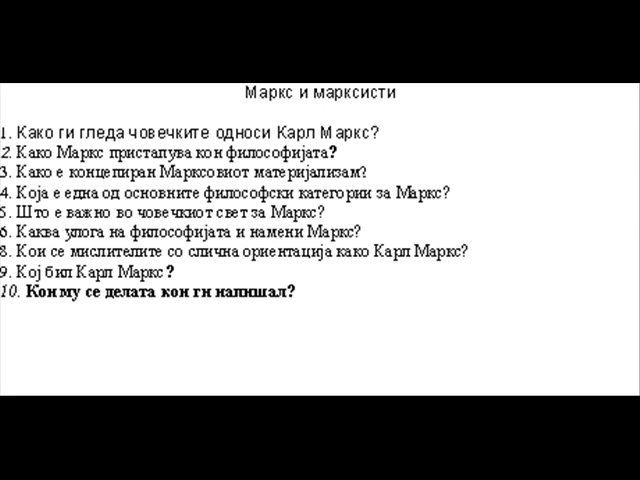 Маркс и марксисти
1. Како ги гледа човечките односи Карл Маркс?
2. Како Маркс пристапува кон философијата?
3. Како е конципиран Марксовиот материјализам?
4. Која е една од основните философски категории за Маркс?
5. Што е важно во човечкиот свет за Маркс?
6. Каква улога на философијата и намени Маркс?
8. Кои се мислителите со слична ориентација како Карл Маркс?
9. Кој бил Карл Маркс?
10. Кои му се делата кои ги напишал?